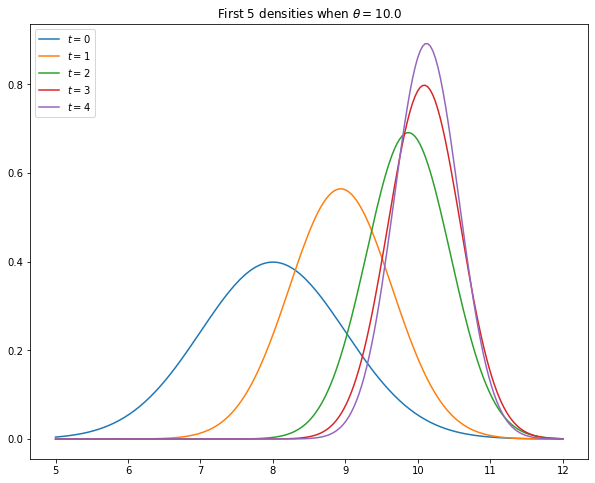 First 5 densities when θ = 10.0
t = 0
t = 1
t = 2
t = 3
t = 4
0.8
0.6
0.4
0.2
0.0
5 6 7 8 9 10 11 12